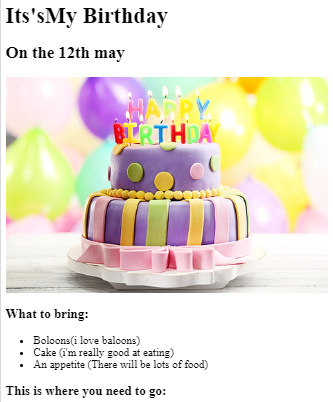 Its'sMy Birthday
On the 12th may
HAPPY
BIRTHDAY
What to bring:
Boloons(i love baloons)
Cake (i'm really good at eating)
An appetite (There will be lots of food)
This is where you need to go: